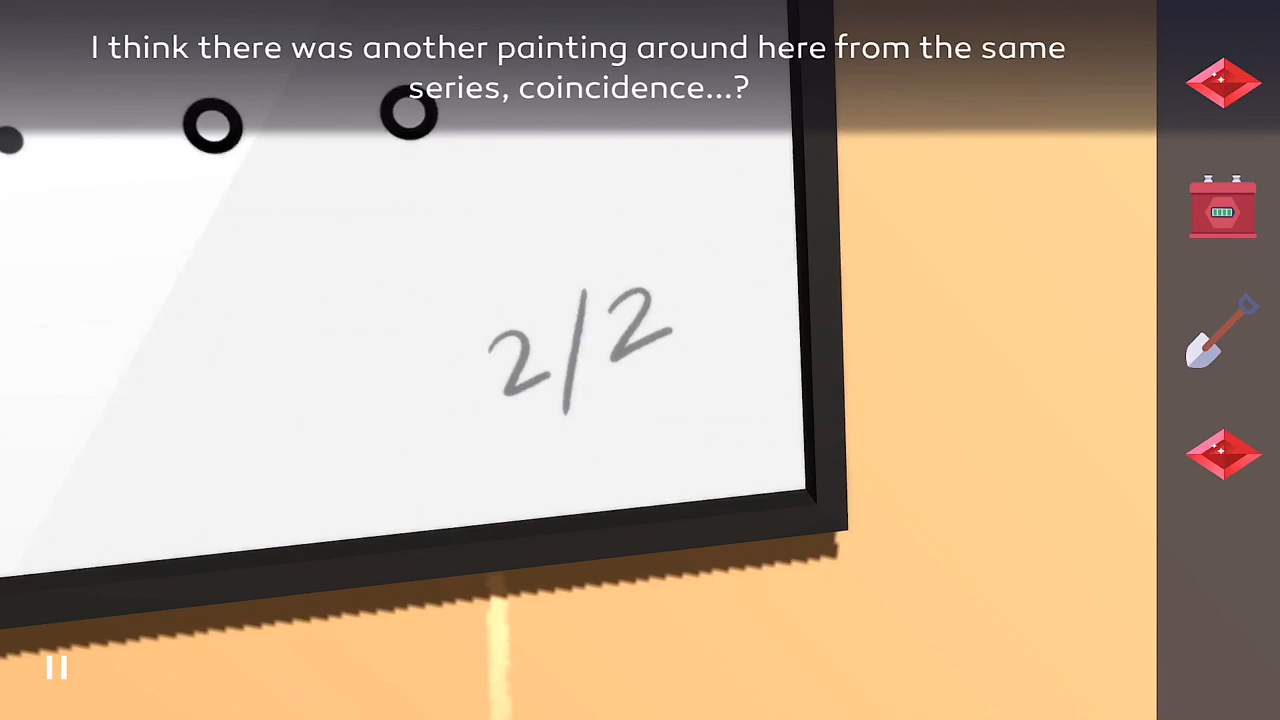 I think there was another painting around here from the same
series, coincidence...?
2/2